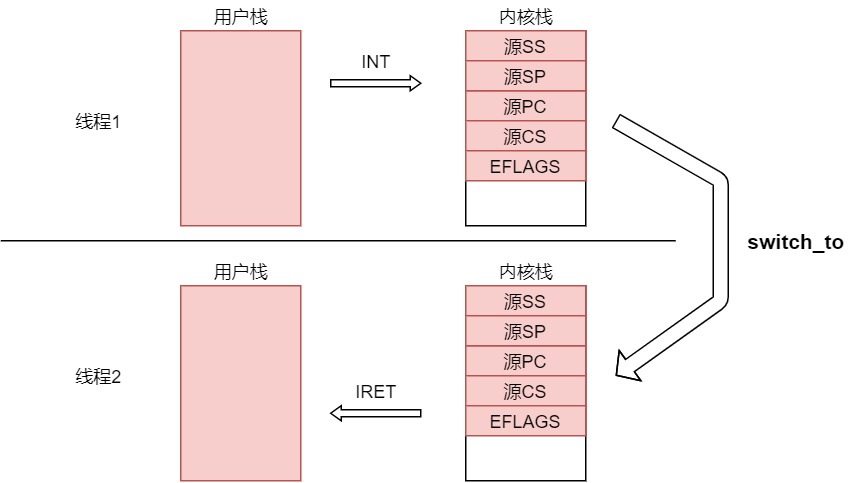 用户栈
内核栈
线程1
INT
源SS
源SP
源PC
源CS
EFLAGS
switch_to
用户栈
内核栈
线程2
IRET
源SS
源SP
源PC
源CS
EFLAGS